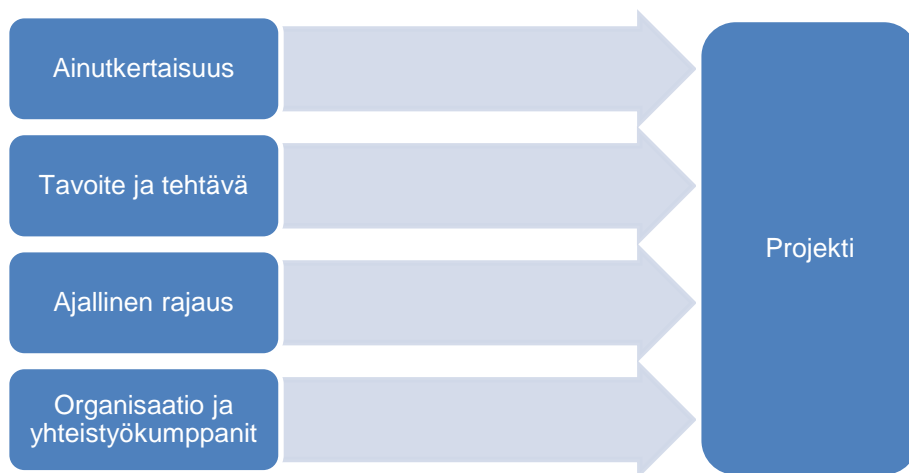 Ainutkertaisuus
Tavoite ja tehtävä
Ajallinen rajaus
Organisaatio ja
yhteistyökumppanit
Projekti